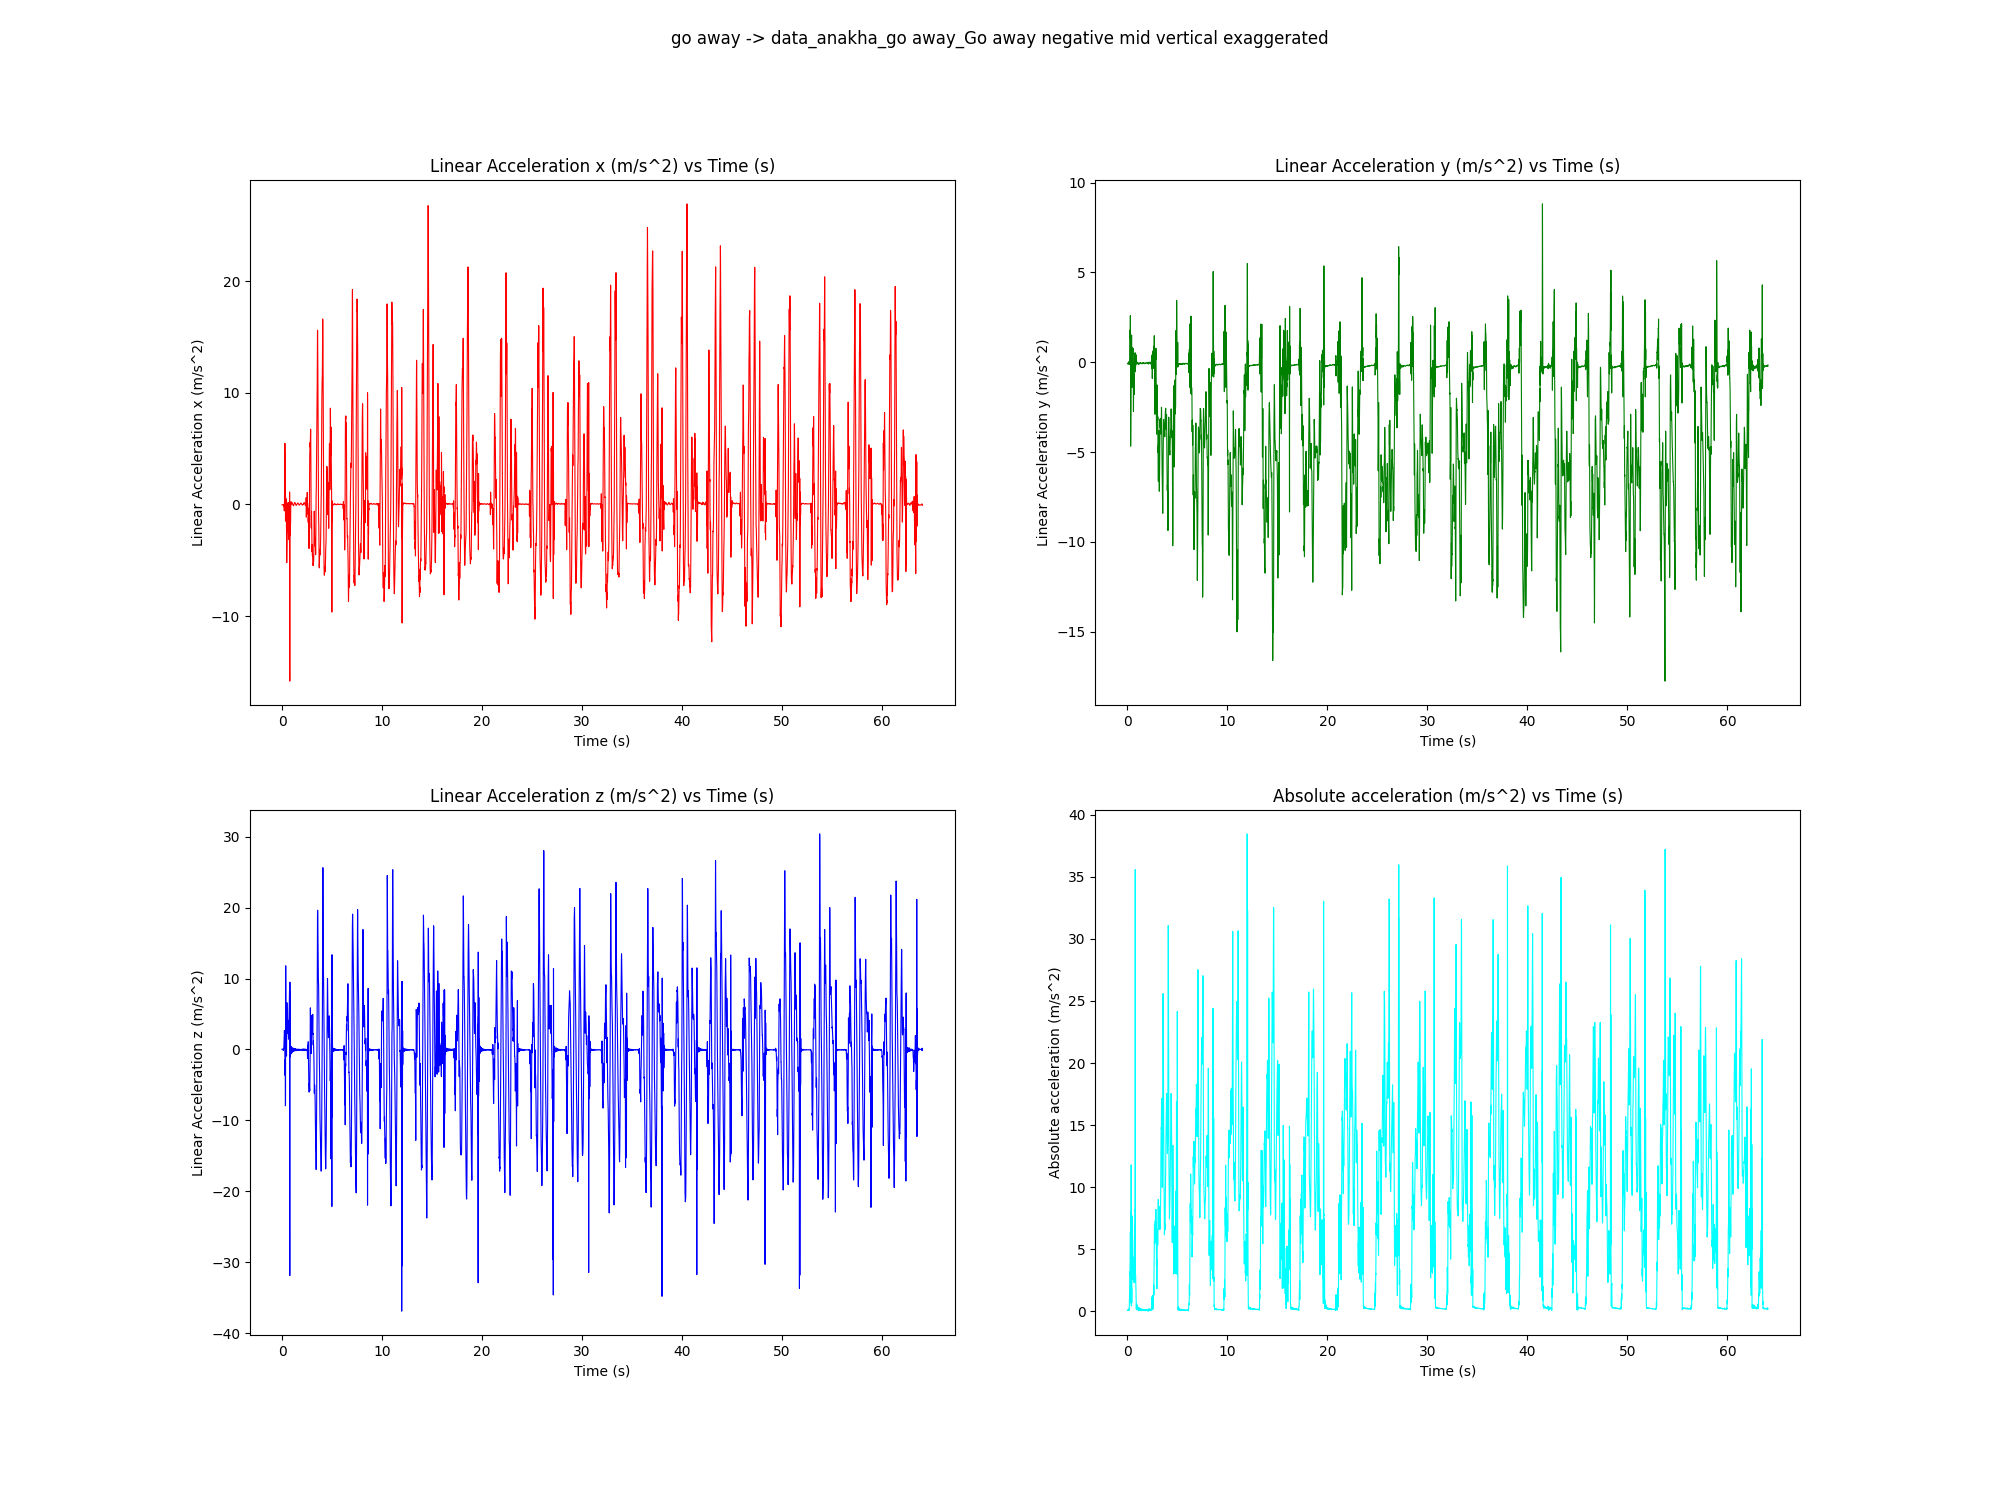 go away -> data_anakha_go away_Go away negative mid vertical exaggerated
Linear Acceleration x (m/s^2) vs Time (s)
Linear Acceleration x (m/s^2)
20
10
0
−10
0 10 20 30 40 50 60
Time (s)
Linear Acceleration y (m/s^2) vs Time (s)
Linear Acceleration y (m/s^2)
10
5
0
−5
−10
−15
0 10 20 30 40 50 60
Time (s)
Linear Acceleration z (m/s^2) vs Time (s)
Linear Acceleration z (m/s^2)
30
20
10
0
−10
−20
−30
−40
0 10 20 30 40 50 60
Time (s)
Absolute acceleration (m/s^2) vs Time (s)
Absolute acceleration (m/s^2)
40
35
30
25
20
15
10
5
0
0 10 20 30 40 50 60
Time (s)